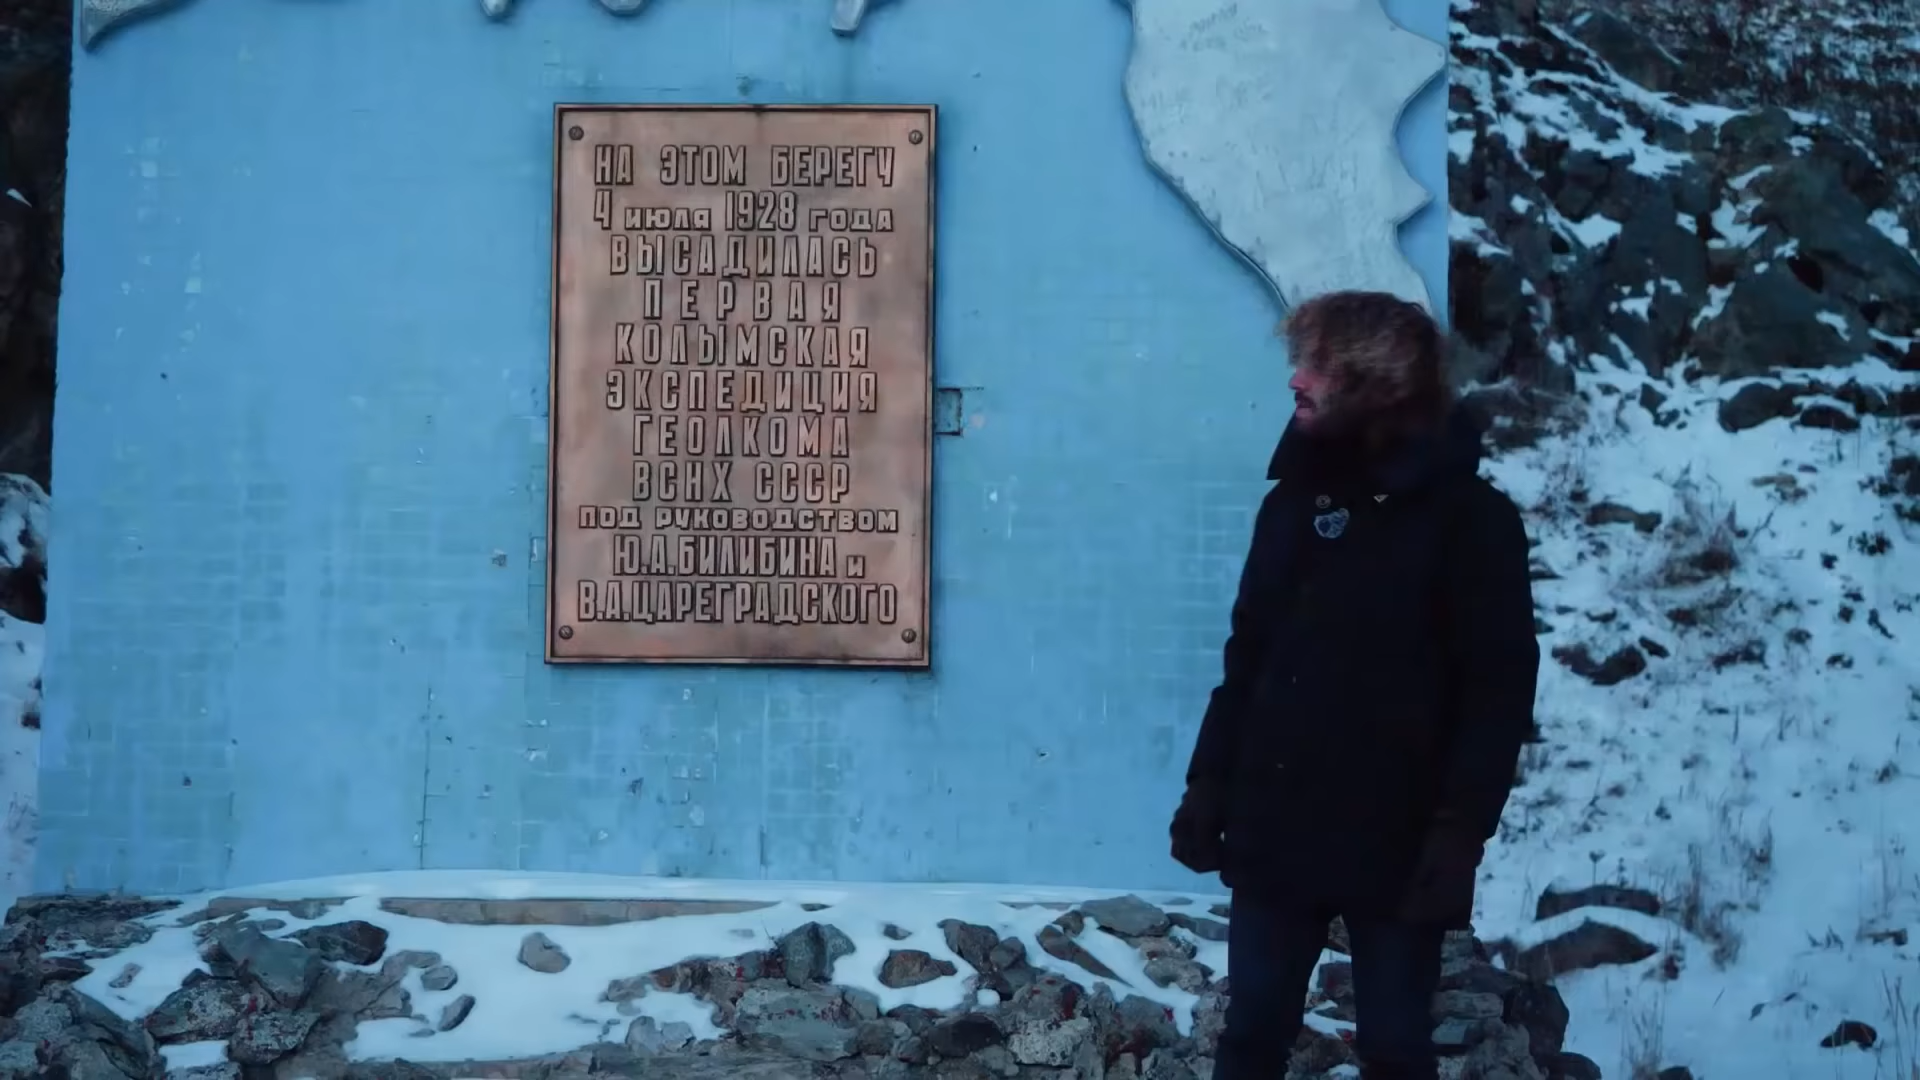 НА ЭТОМ БЕРЕГУ
4 июля 1928 года
ВЫСАДИЛАСЬ
ПЕРВАЯ
КОЛЫМСКАЯ
ЭКСПЕДИЦИЯ
ГЕОЛКОМА
ВСНХ СССР
ПОД РУКОВОДСТВОМ
Ю.А.БИЛИБИНА и
В.А.ЦАРЕГРАДСКОГО